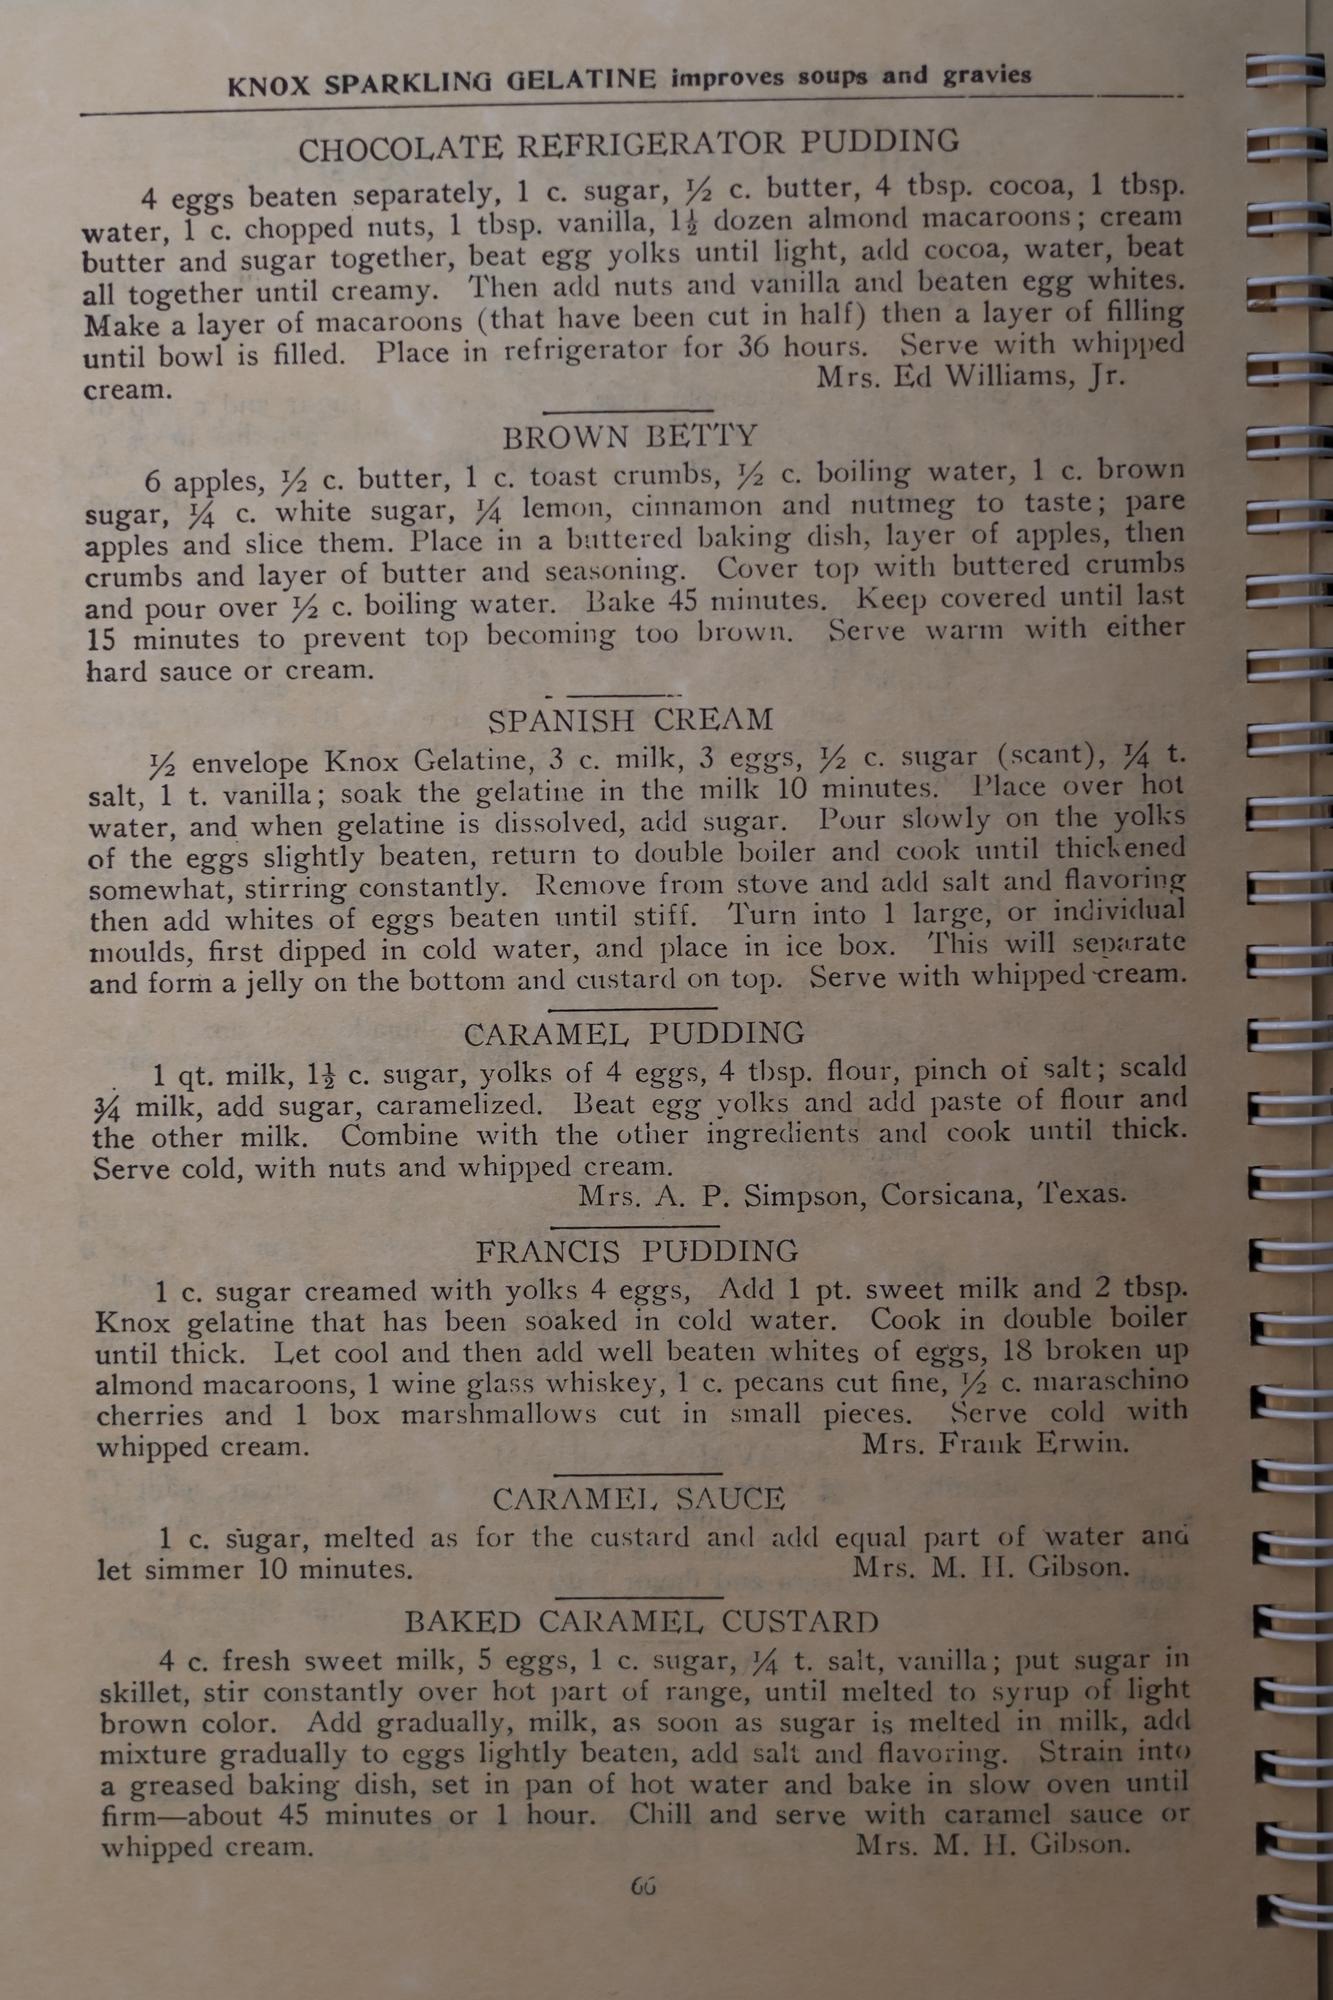 KNOX SPARKLING GELATINE improves soups and gravies
CHOCOLATE REFRIGERATOR PUDDING
4 eggs beaten separately, 1 c. sugar, ½ c. butter, 4 tbsp. cocoa, 1 tbsp.
water, 1 c. chopped nuts, 1 tbsp. vanilla, 1½ dozen almond macaroons; cream
butter and sugar together, beat egg yolks until light, add cocoa, water, beat
all together until creamy. Then add nuts and vanilla and beaten egg whites.
Make a layer of macaroons (that have been cut in half) then a layer of filling
until bowl is filled. Place in refrigerator for 36 hours. Serve with whipped
cream. Mrs. Ed Williams, Jr.
BROWN BETTY
6 apples, ½ c. butter, 1 c. toast crumbs, ½ c. boiling water, 1 c. brown
sugar, ¼ c. white sugar, ¼ lemon, cinnamon and nutmeg to taste; pare
apples and slice them. Place in a buttered baking dish, layer of apples, then
crumbs and layer of butter and seasoning. Cover top with buttered crumbs
and pour over ½ c. boiling water. Bake 45 minutes. Keep covered until last
15 minutes to prevent top becoming too brown. Serve warm with either
hard sauce or cream.
SPANISH CREAM
½ envelope Knox Gelatine, 3 c. milk, 3 eggs, ½ c. sugar (scant), ¼ t.
salt, 1 t. vanilla; soak the gelatine in the milk 10 minutes. Place over hot
water, and when gelatine is dissolved, add sugar. Pour slowly on the yolks
of the eggs slightly beaten, return to double boiler and cook until thickened
somewhat, stirring constantly. Remove from stove and add salt and flavoring
then add whites of eggs beaten until stiff. Turn into 1 large, or individual
moulds, first dipped in cold water, and place in ice box. This will separate
and form a jelly on the bottom and custard on top. Serve with whipped cream.
CARAMEL PUDDING
1 qt. milk, 1½ c. sugar, yolks of 4 eggs, 4 tbsp. flour, pinch of salt; scald
¾ milk, add sugar, caramelized. Beat egg yolks and add paste of flour and
the other milk. Combine with the other ingredients and cook until thick.
Serve cold, with nuts and whipped cream.
Mrs. A. P. Simpson, Corsicana, Texas.
FRANCIS PUDDING
1 c. sugar creamed with yolks 4 eggs, Add 1 pt. sweet milk and 2 tbsp.
Knox gelatine that has been soaked in cold water. Cook in double boiler
until thick. Let cool and then add well beaten whites of eggs, 18 broken up
almond macaroons, 1 wine glass whiskey, 1 c. pecans cut fine, ½ c. maraschino
cherries and 1 box marshmallows cut in small pieces. Serve cold with
whipped cream. Mrs. Frank Erwin.
CARAMEL SAUCE
1 c. sugar, melted as for the custard and add equal part of water and
let simmer 10 minutes. Mrs. M. H. Gibson.
BAKED CARAMEL CUSTARD
4 c. fresh sweet milk, 5 eggs, 1 c. sugar, ¼ t. salt, vanilla; put sugar in
skillet, stir constantly over hot part of range, until melted to syrup of light
brown color. Add gradually, milk, as soon as sugar is melted in milk, add
mixture gradually to eggs lightly beaten, add salt and flavoring. Strain into
a greased baking dish, set in pan of hot water and bake in slow oven until
firm—about 45 minutes or 1 hour. Chill and serve with caramel sauce or
whipped cream. Mrs. M. H. Gibson.
66